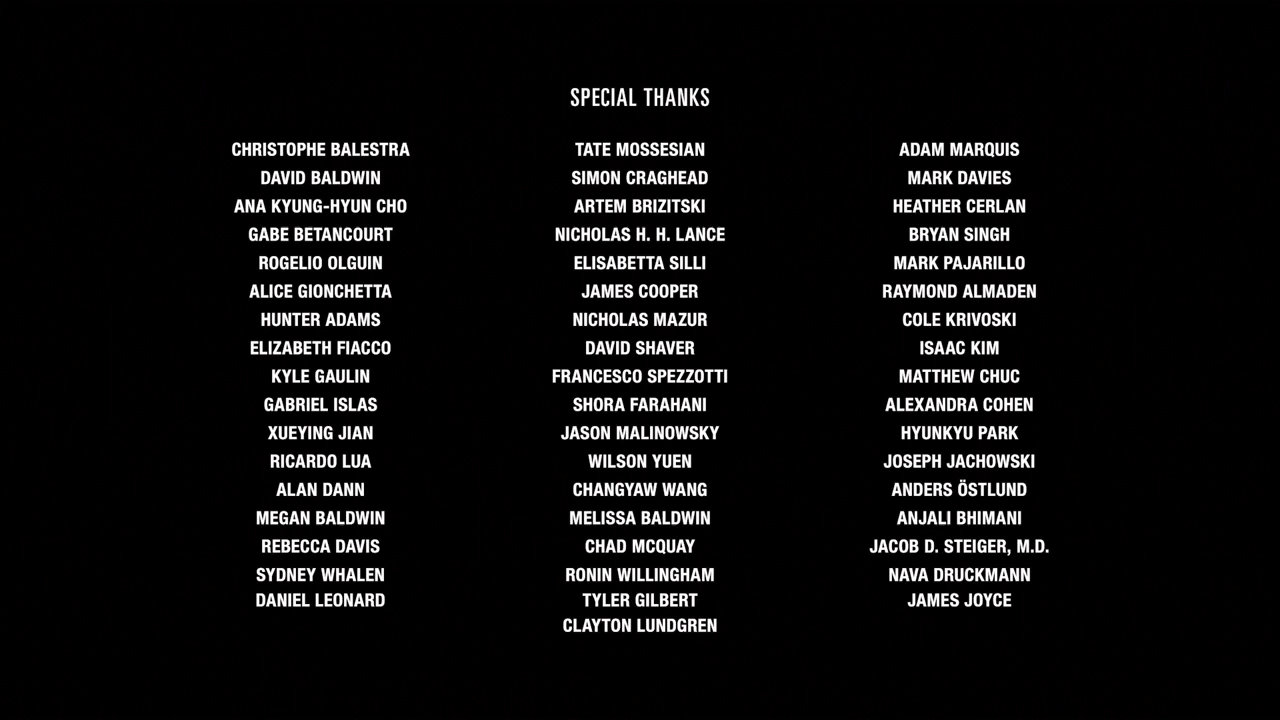 SPECIAL THANKS
CHRISTOPHE BALESTRA
DAVID BALDWIN
ANA KYUNG-HYUN CHO
GABE BETANCOURT
ROGELIO OLGUIN
ALICE GIONCHETTA
HUNTER ADAMS
ELIZABETH FIACCO
KYLE GAULIN
GABRIEL ISLAS
XUEYING JIAN
RICARDO LUA
ALAN DANN
MEGAN BALDWIN
REBECCA DAVIS
SYDNEY WHALEN
DANIEL LEONARD
TATE MOSSESIAN
SIMON CRAGHEAD
ARTEM BRIZITSKI
NICHOLAS H. H. LANCE
ELISABETTA SILLI
JAMES COOPER
NICHOLAS MAZUR
DAVID SHAVER
FRANCESCO SPEZZOTTI
SHORA FARAHANI
JASON MALINOWSKY
WILSON YUEN
CHANGYAW WANG
MELISSA BALDWIN
CHAD MCQUAY
RONIN WILLINGHAM
TYLER GILBERT
CLAYTON LUNDGREN
ADAM MARQUIS
MARK DAVIES
HEATHER CERLAN
BRYAN SINGH
MARK PAJARILLO
RAYMOND ALMADEN
COLE KRIVOSKI
ISAAC KIM
MATTHEW CHUC
ALEXANDRA COHEN
HYUNKYU PARK
JOSEPH JACHOWSKI
ANDERS ÖSTLUND
ANJALI BHIMANI
JACOB D. STEIGER, M.D.
NAVA DRUCKMANN
JAMES JOYCE